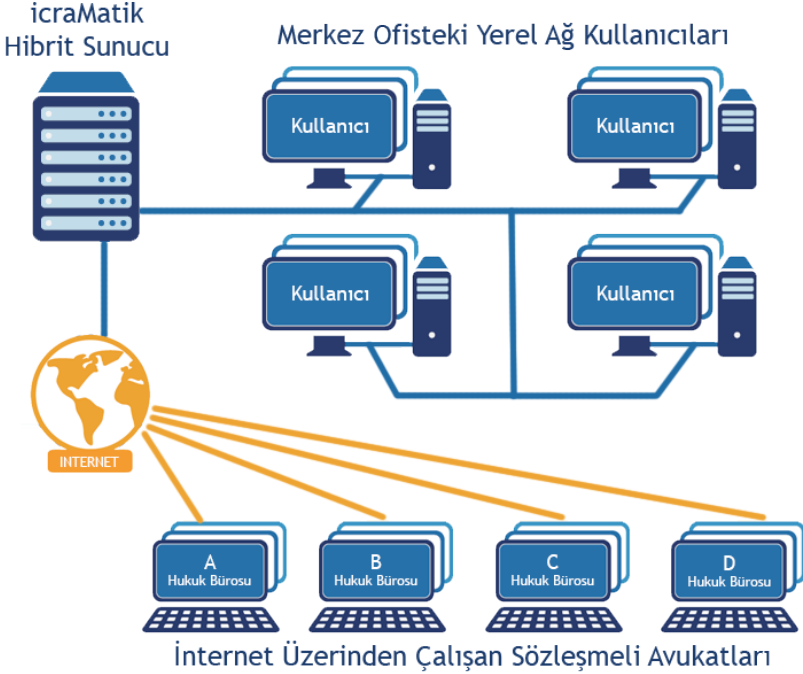 icraMatik
Hibrit Sunucu
Merkez Ofisteki Yerel Ağ Kullanıcıları
Kullanıcı
Kullanıcı
Kullanıcı
Kullanıcı
INTERNET
A
Hukuk Bürosu
B
Hukuk Bürosu
C
Hukuk Bürosu
D
Hukuk Bürosu
İnternet Üzerinden Çalışan Sözleşmeli Avukatları